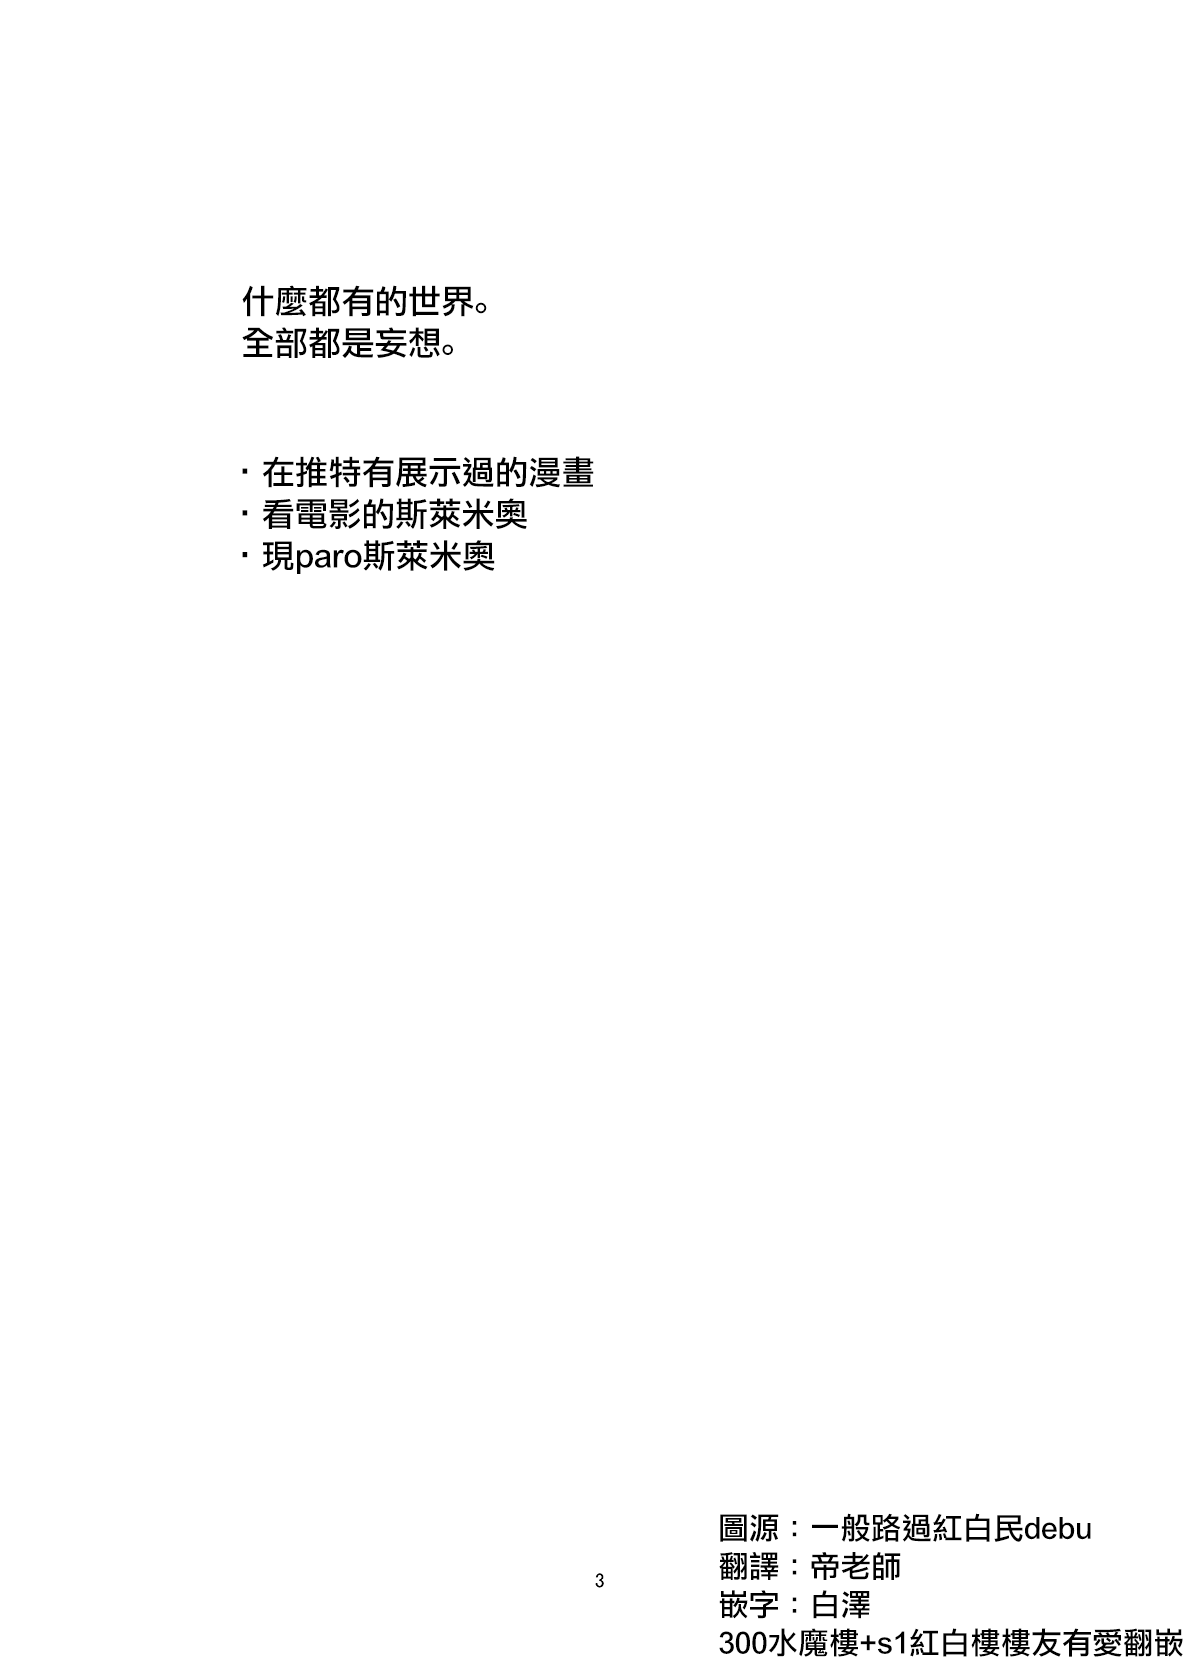 什麼都有的世界。
全部都是妄想。
・在推特有展示過的漫畫
・看電影的斯萊米奧
・現paro斯萊米奧
圖源：一般路過紅白民debu
翻譯：帝老師
嵌字：白澤
300水魔樓+s1紅白樓樓友有愛翻嵌
3